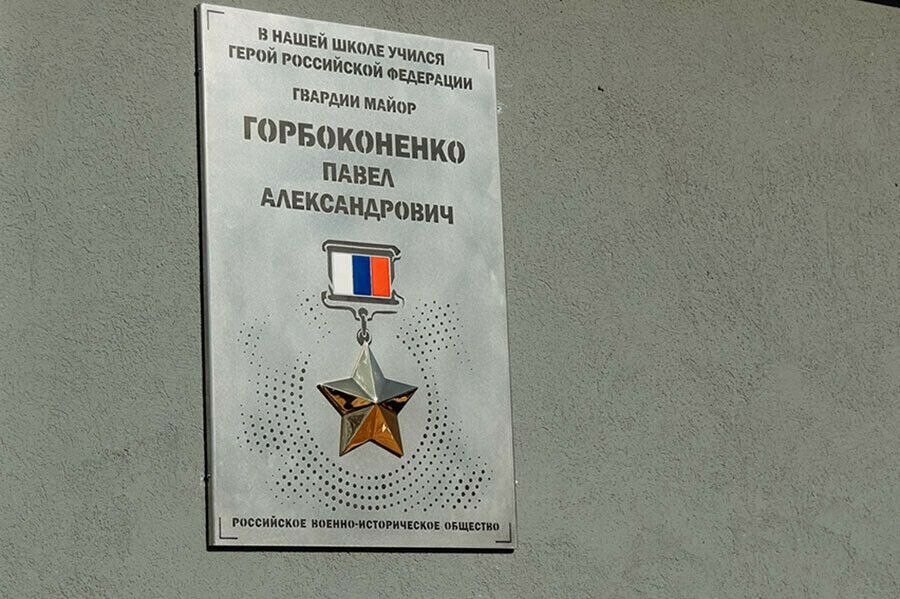 В НАШЕЙ ШКОЛЕ УЧИЛСЯ
ГЕРОЙ РОССИЙСКОЙ ФЕДЕРАЦИИ
ГВАРДИИ МАЙОР
ГОРБОКОНЕНКО
ПАВЕЛ
АЛЕКСАНДРОВИЧ
РОССИЙСКОЕ ВОЕННО-ИСТОРИЧЕСКОЕ ОБЩЕСТВО